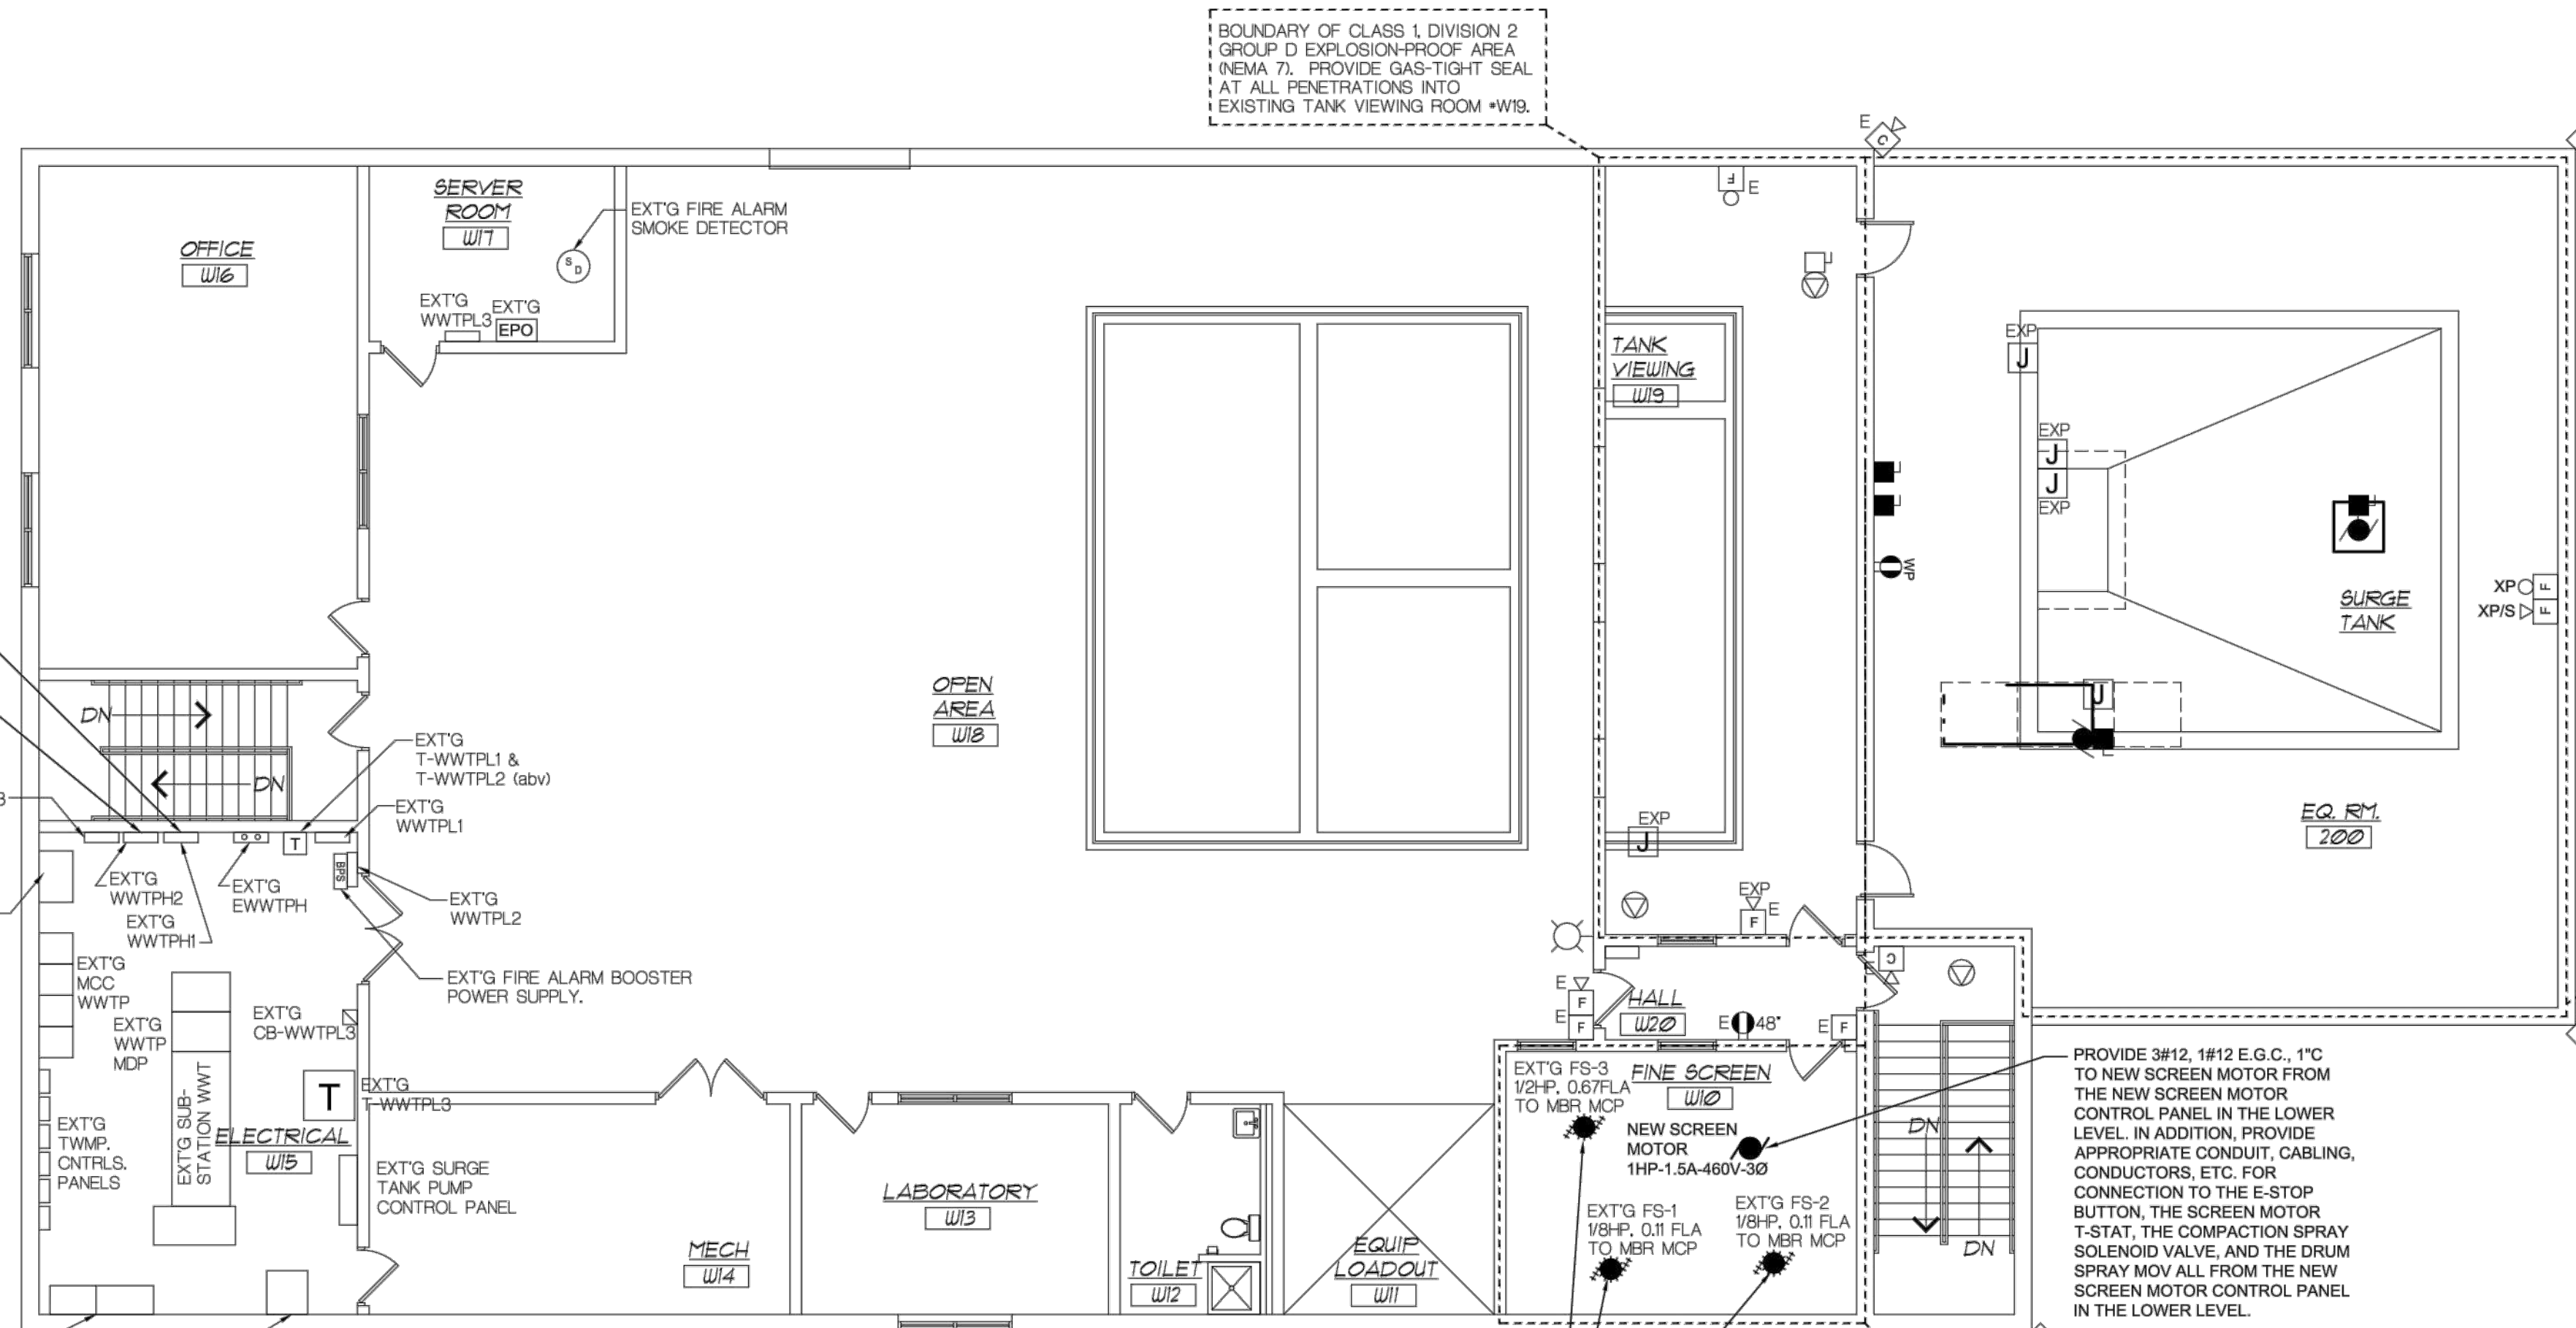 BOUNDARY OF CLASS 1, DIVISION 2
GROUP D EXPLOSION-PROOF AREA
(NEMA 7).  PROVIDE GAS-TIGHT SEAL
AT ALL PENETRATIONS INTO
EXISTING TANK VIEWING ROOM #W19.
E
C
F
E
SERVER
ROOM
W17
EXT'G FIRE ALARM
SMOKE DETECTOR
S D
OFFICE
W16
EXT'G
WWTPL3
EXT'G
EPO
TANK
VIEWING
W19
EXP
J
EXP
J
J
EXP
WP
XP
F
XP/S
F
SURGE
TANK
J
OPEN
AREA
W18
DN
DN
EXT'G
T-WWTPL1 &
T-WWTPL2 (abv)
EXT'G
WWTPL1
3
T
BPS
EXT'G
WWTPH2
EXT'G
WWTPH1
EXT'G
EWWTPH
EXT'G
WWTPL2
EXT'G FIRE ALARM BOOSTER
POWER SUPPLY.
EXP
J
EXP
E
F
EQ. RM.
200
EXT'G
MCC
WWTP
EXT'G
WWTP
MDP
EXT'G
CB-WWTPL3
T
EXT'G
T-WWTPL3
EXT'G
TWMP.
CNTRLS.
PANELS
EXT'G SUB-
STATION WWT
ELECTRICAL
W15
EXT'G SURGE
TANK PUMP
CONTROL PANEL
MECH
W14
LABORATORY
W13
TOILET
W12
EQUIP
LOADOUT
W11
E
F
E
F
HALL
W20
E
48"
E
F
C
EXT'G FS-3
1/2HP, 0.67FLA
TO MBR MCP
FINE SCREEN
W10
NEW SCREEN
MOTOR
1HP-1.5A-460V-3Ø
EXT'G FS-1
1/8HP, 0.11 FLA
TO MBR MCP
EXT'G FS-2
1/8HP, 0.11 FLA
TO MBR MCP
DN
DN
PROVIDE 3#12, 1#12 E.G.C., 1"C
TO NEW SCREEN MOTOR FROM
THE NEW SCREEN MOTOR
CONTROL PANEL IN THE LOWER
LEVEL. IN ADDITION, PROVIDE
APPROPRIATE CONDUIT, CABLING,
CONDUCTORS, ETC. FOR
CONNECTION TO THE E-STOP
BUTTON, THE SCREEN MOTOR
T-STAT, THE COMPACTION SPRAY
SOLENOID VALVE, AND THE DRUM
SPRAY MOV ALL FROM THE NEW
SCREEN MOTOR CONTROL PANEL
IN THE LOWER LEVEL.